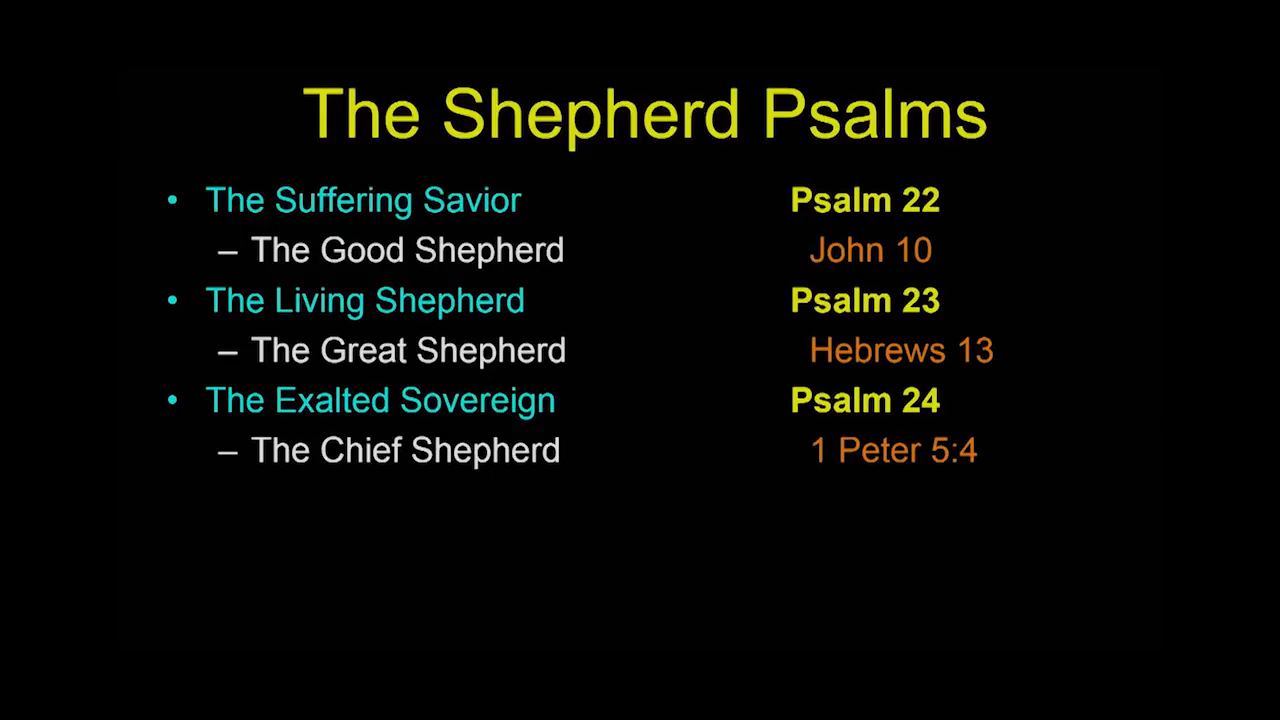 The Shepherd Psalms
• The Suffering Savior Psalm 22
– The Good Shepherd John 10
• The Living Shepherd Psalm 23
– The Great Shepherd Hebrews 13
• The Exalted Sovereign Psalm 24
– The Chief Shepherd 1 Peter 5:4